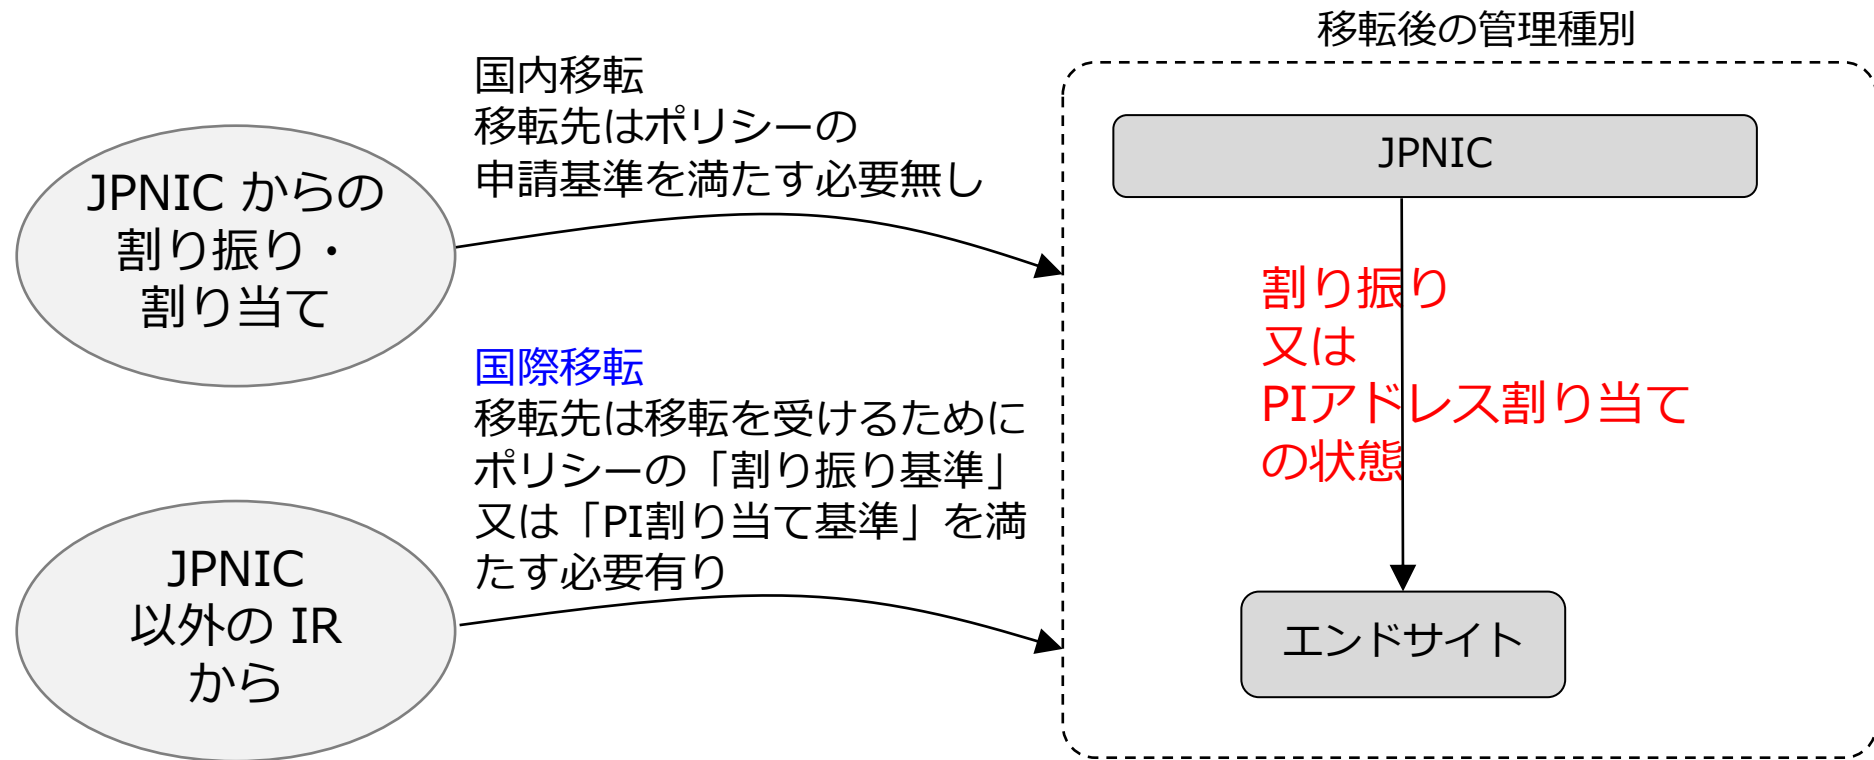 移転後の管理種別
国内移転
移転先はポリシーの
申請基準を満たす必要無し
JPNIC からの
割り振り・
割り当て
JPNIC
割り振り
又は
PIアドレス割り当て
の状態
国際移転
移転先は移転を受けるために
ポリシーの「割り振り基準」
又は「PI割り当て基準」を満
たす必要有り
JPNIC
以外の IR
から
エンドサイト